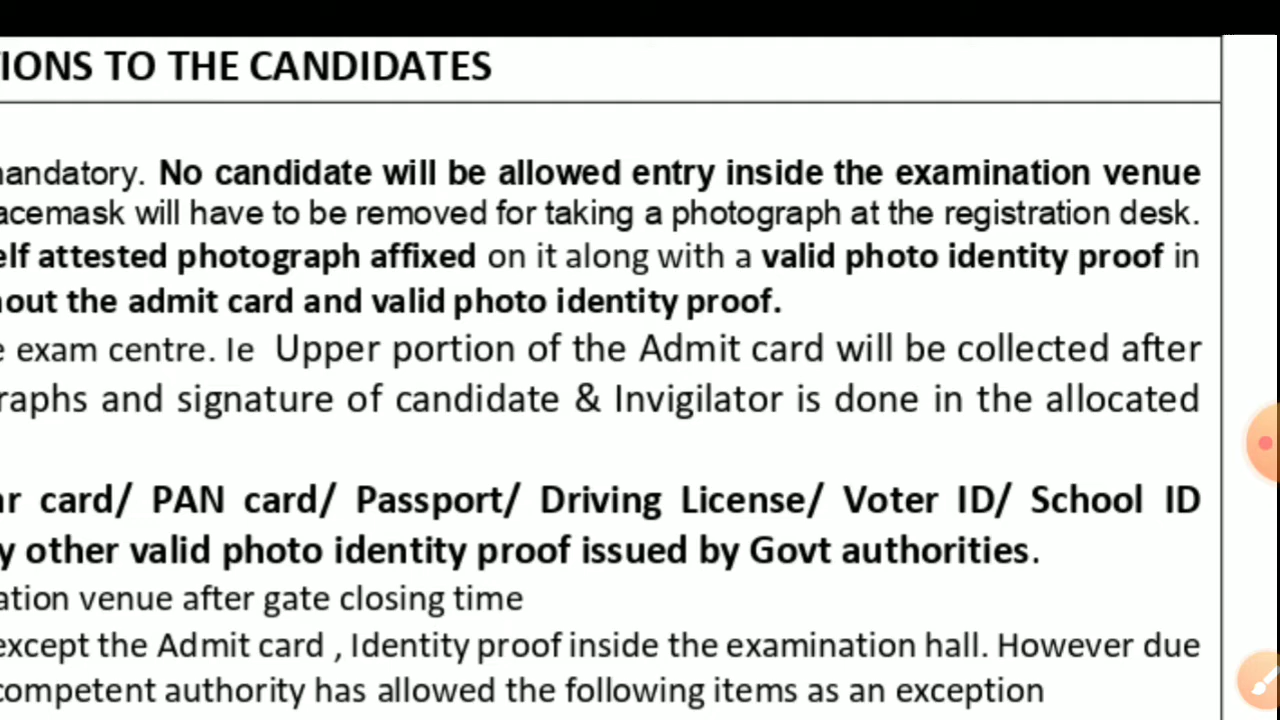 TIONS TO THE CANDIDATES
mandatory. No candidate will be allowed entry inside the examination venue
acemask will have to be removed for taking a photograph at the registration desk.
elf attested photograph affixed on it along with a valid photo identity proof in
hout the admit card and valid photo identity proof.
e exam centre. Ie Upper portion of the Admit card will be collected after
raphs and signature of candidate & Invigilator is done in the allocated
ar card/ PAN card/ Passport/ Driving License/ Voter ID/ School ID
y other valid photo identity proof issued by Govt authorities.
ation venue after gate closing time
except the Admit card , Identity proof inside the examination hall. However due
competent authority has allowed the following items as an exception